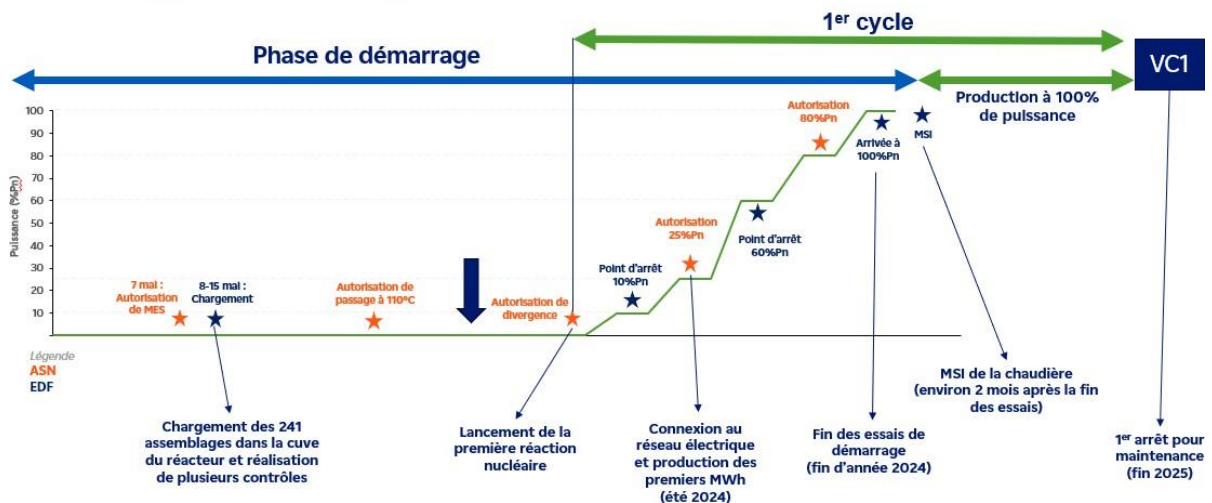 1er cycle
Phase de démarrage
VC1
Production à 100%
de puissance
Puissance (%Pn)
100
90
80
70
60
50
40
30
20
10
7 mai :
Autorisation
de MES
8-15 mai :
Chargement
Autorisation de
passage à 110°C
Autorisation de
divergence
Point d'arrêt
10%Pn
Autorisation
25%Pn
Point d'arrêt
60%Pn
Autorisation
80%Pn
Arrivée à
100%Pn
MSI
Légende
ASN
EDF
Chargement des 241
assemblages dans la cuve
du réacteur et réalisation
de plusieurs contrôles
Lancement de la
première réaction
nucléaire
Connexion au
réseau électrique
et production des
premiers MWh
(été 2024)
Fin des essais de
démarrage
(fin d'année 2024)
MSI de la chaudière
(environ 2 mois après la fin
des essais)
1er arrêt pour
maintenance
(fin 2025)